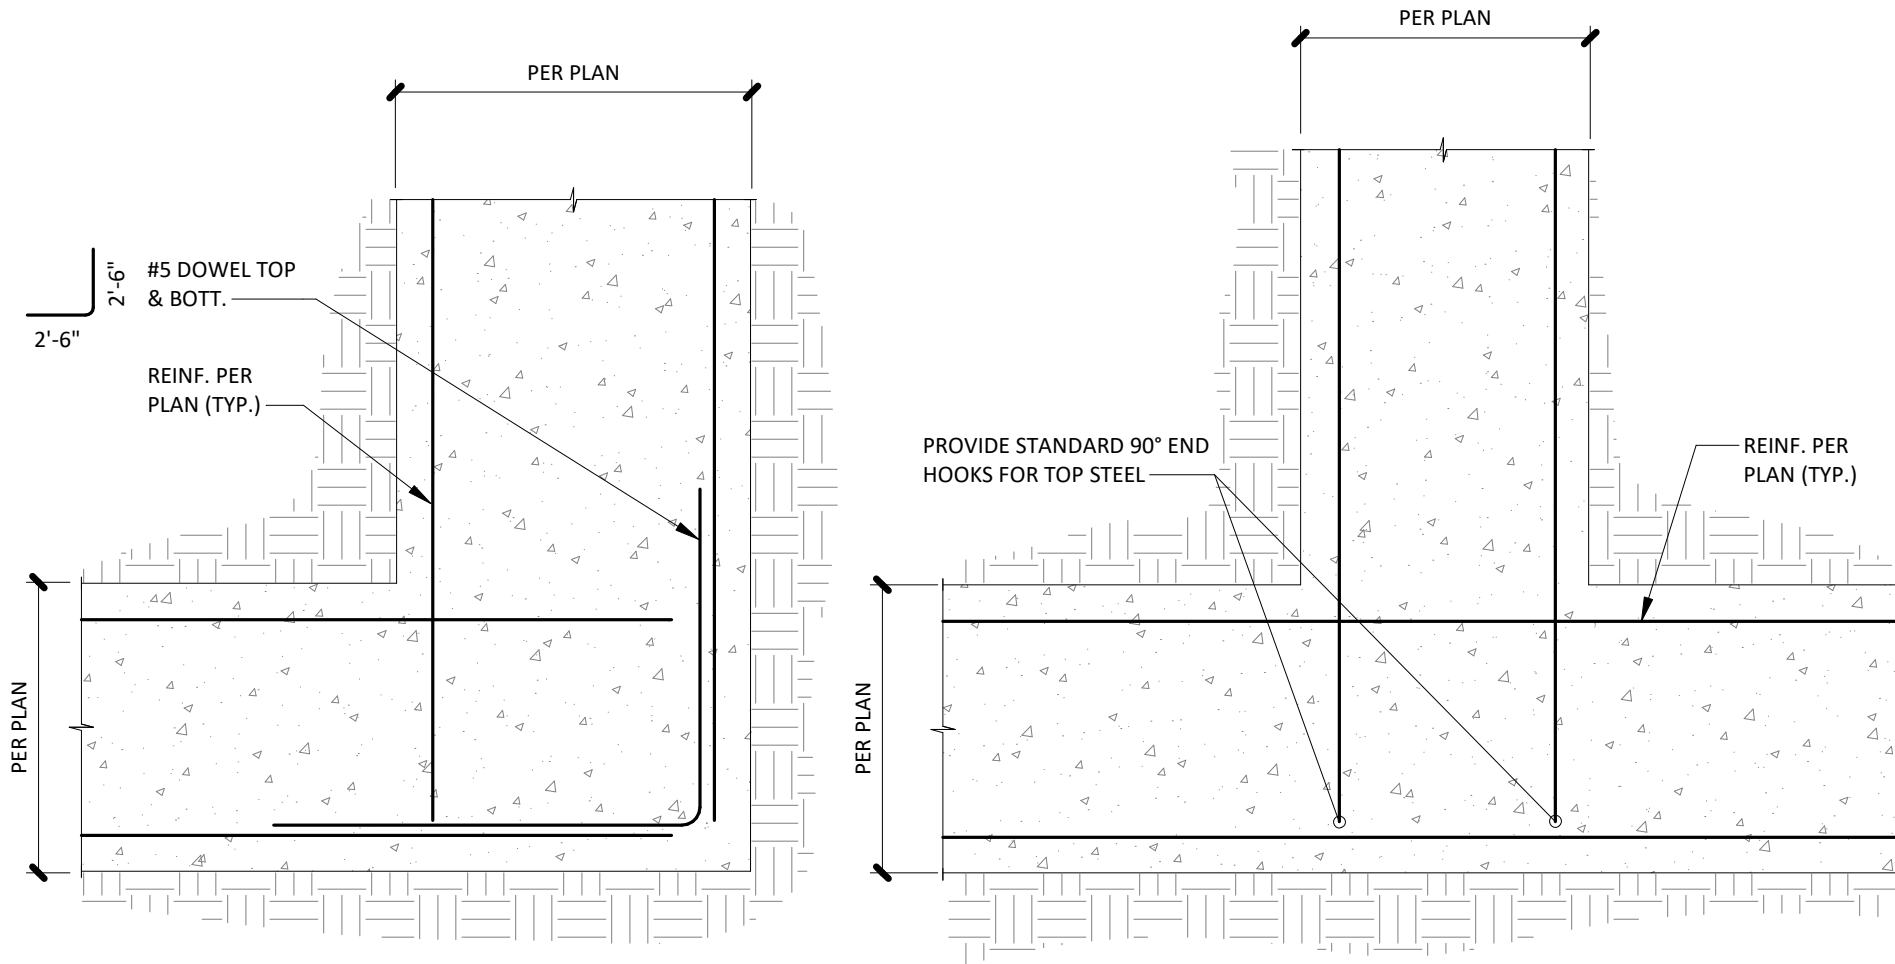 PER PLAN
2'-6"
2'-6"
#5 DOWEL TOP
& BOTT.
REINF. PER
PLAN (TYP.)
PER PLAN
PER PLAN
PROVIDE STANDARD 90° END
HOOKS FOR TOP STEEL
REINF. PER
PLAN (TYP.)
PER PLAN